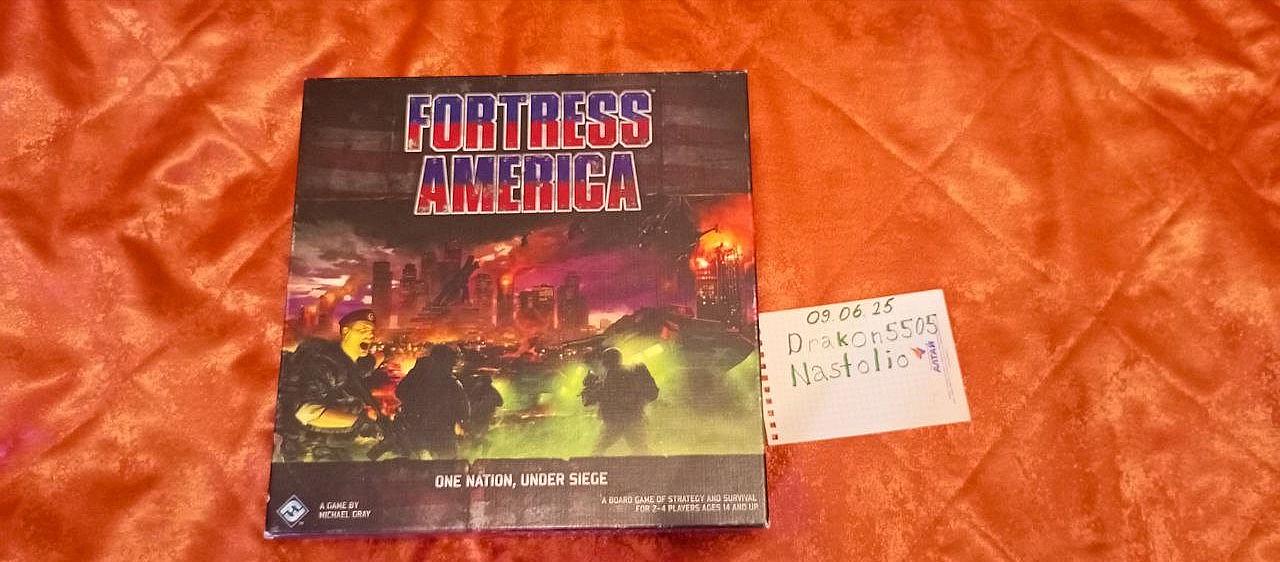 FORTRESS
AMERICA
ONE NATION, UNDER SIEGE
A GAME BY
MICHAEL GRAY
A BOARD GAME OF STRATEGY AND SURVIVAL
FOR 2-4 PLAYERS AGES 14 AND UP
09.06.25
Drakon5505
Nastolio
АЛТАЙ